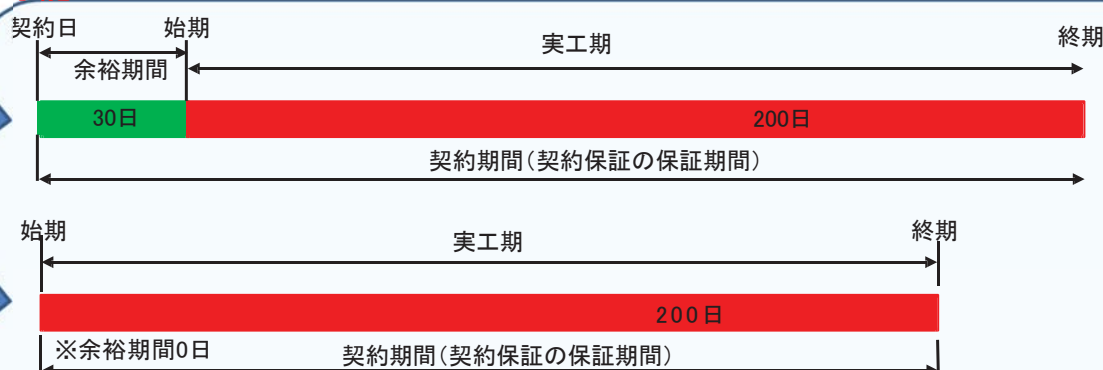 契約日 始期 実工期 終期
余裕期間
30日 200日
契約期間（契約保証の保証期間）
始期 実工期 終期
200日
※余裕期間0日 契約期間（契約保証の保証期間）